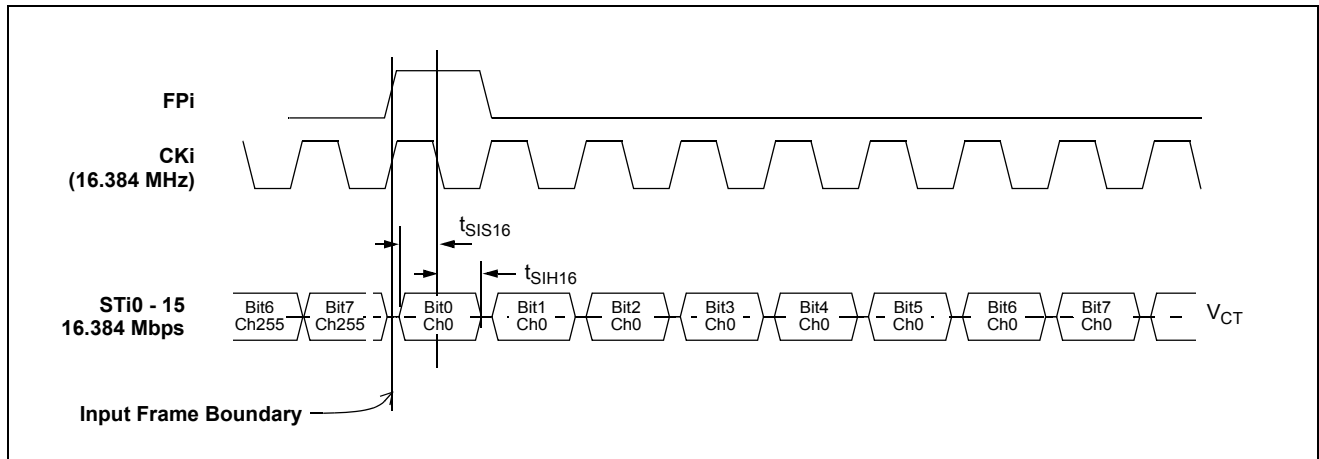 FPi
CKi
(16.384 MHz)
tSIS16
tSIH16
STi0 - 15
16.384 Mbps
Bit6 Ch255
Bit7 Ch255
Bit0 Ch0
Bit1 Ch0
Bit2 Ch0
Bit3 Ch0
Bit4 Ch0
Bit5 Ch0
Bit6 Ch0
Bit7 Ch0
VCT
Input Frame Boundary